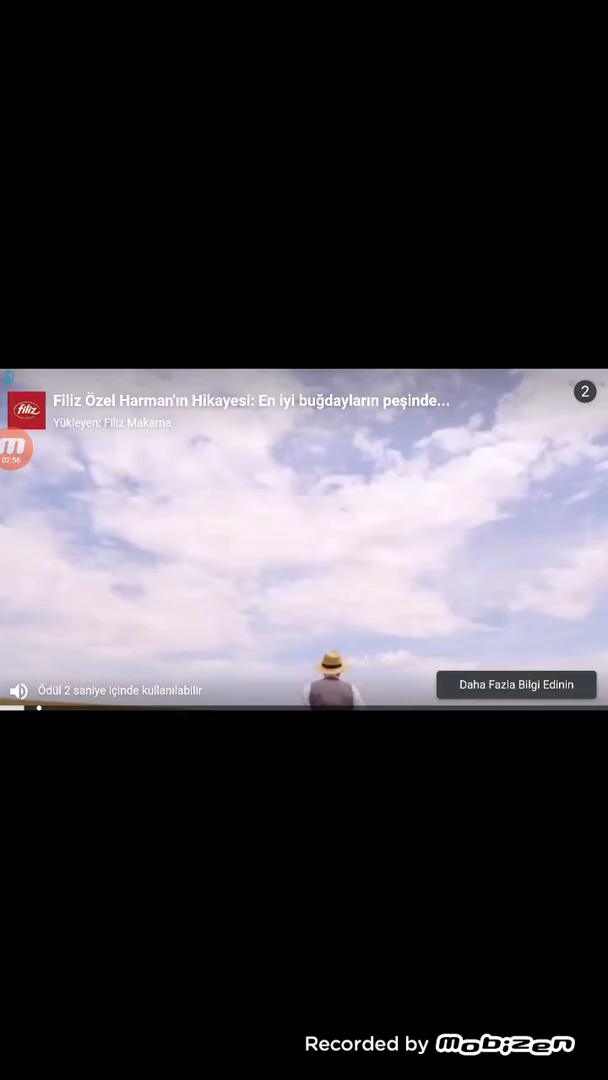 Filiz Özel Harman'ın Hikayesi: En iyi buğdayların peşinde...
2
filiz
Yükleyen: Filiz Makarna
02:56
Ödül 2 saniye içinde kullanılabilir
Daha Fazla Bilgi Edinin
Recorded by mobizen